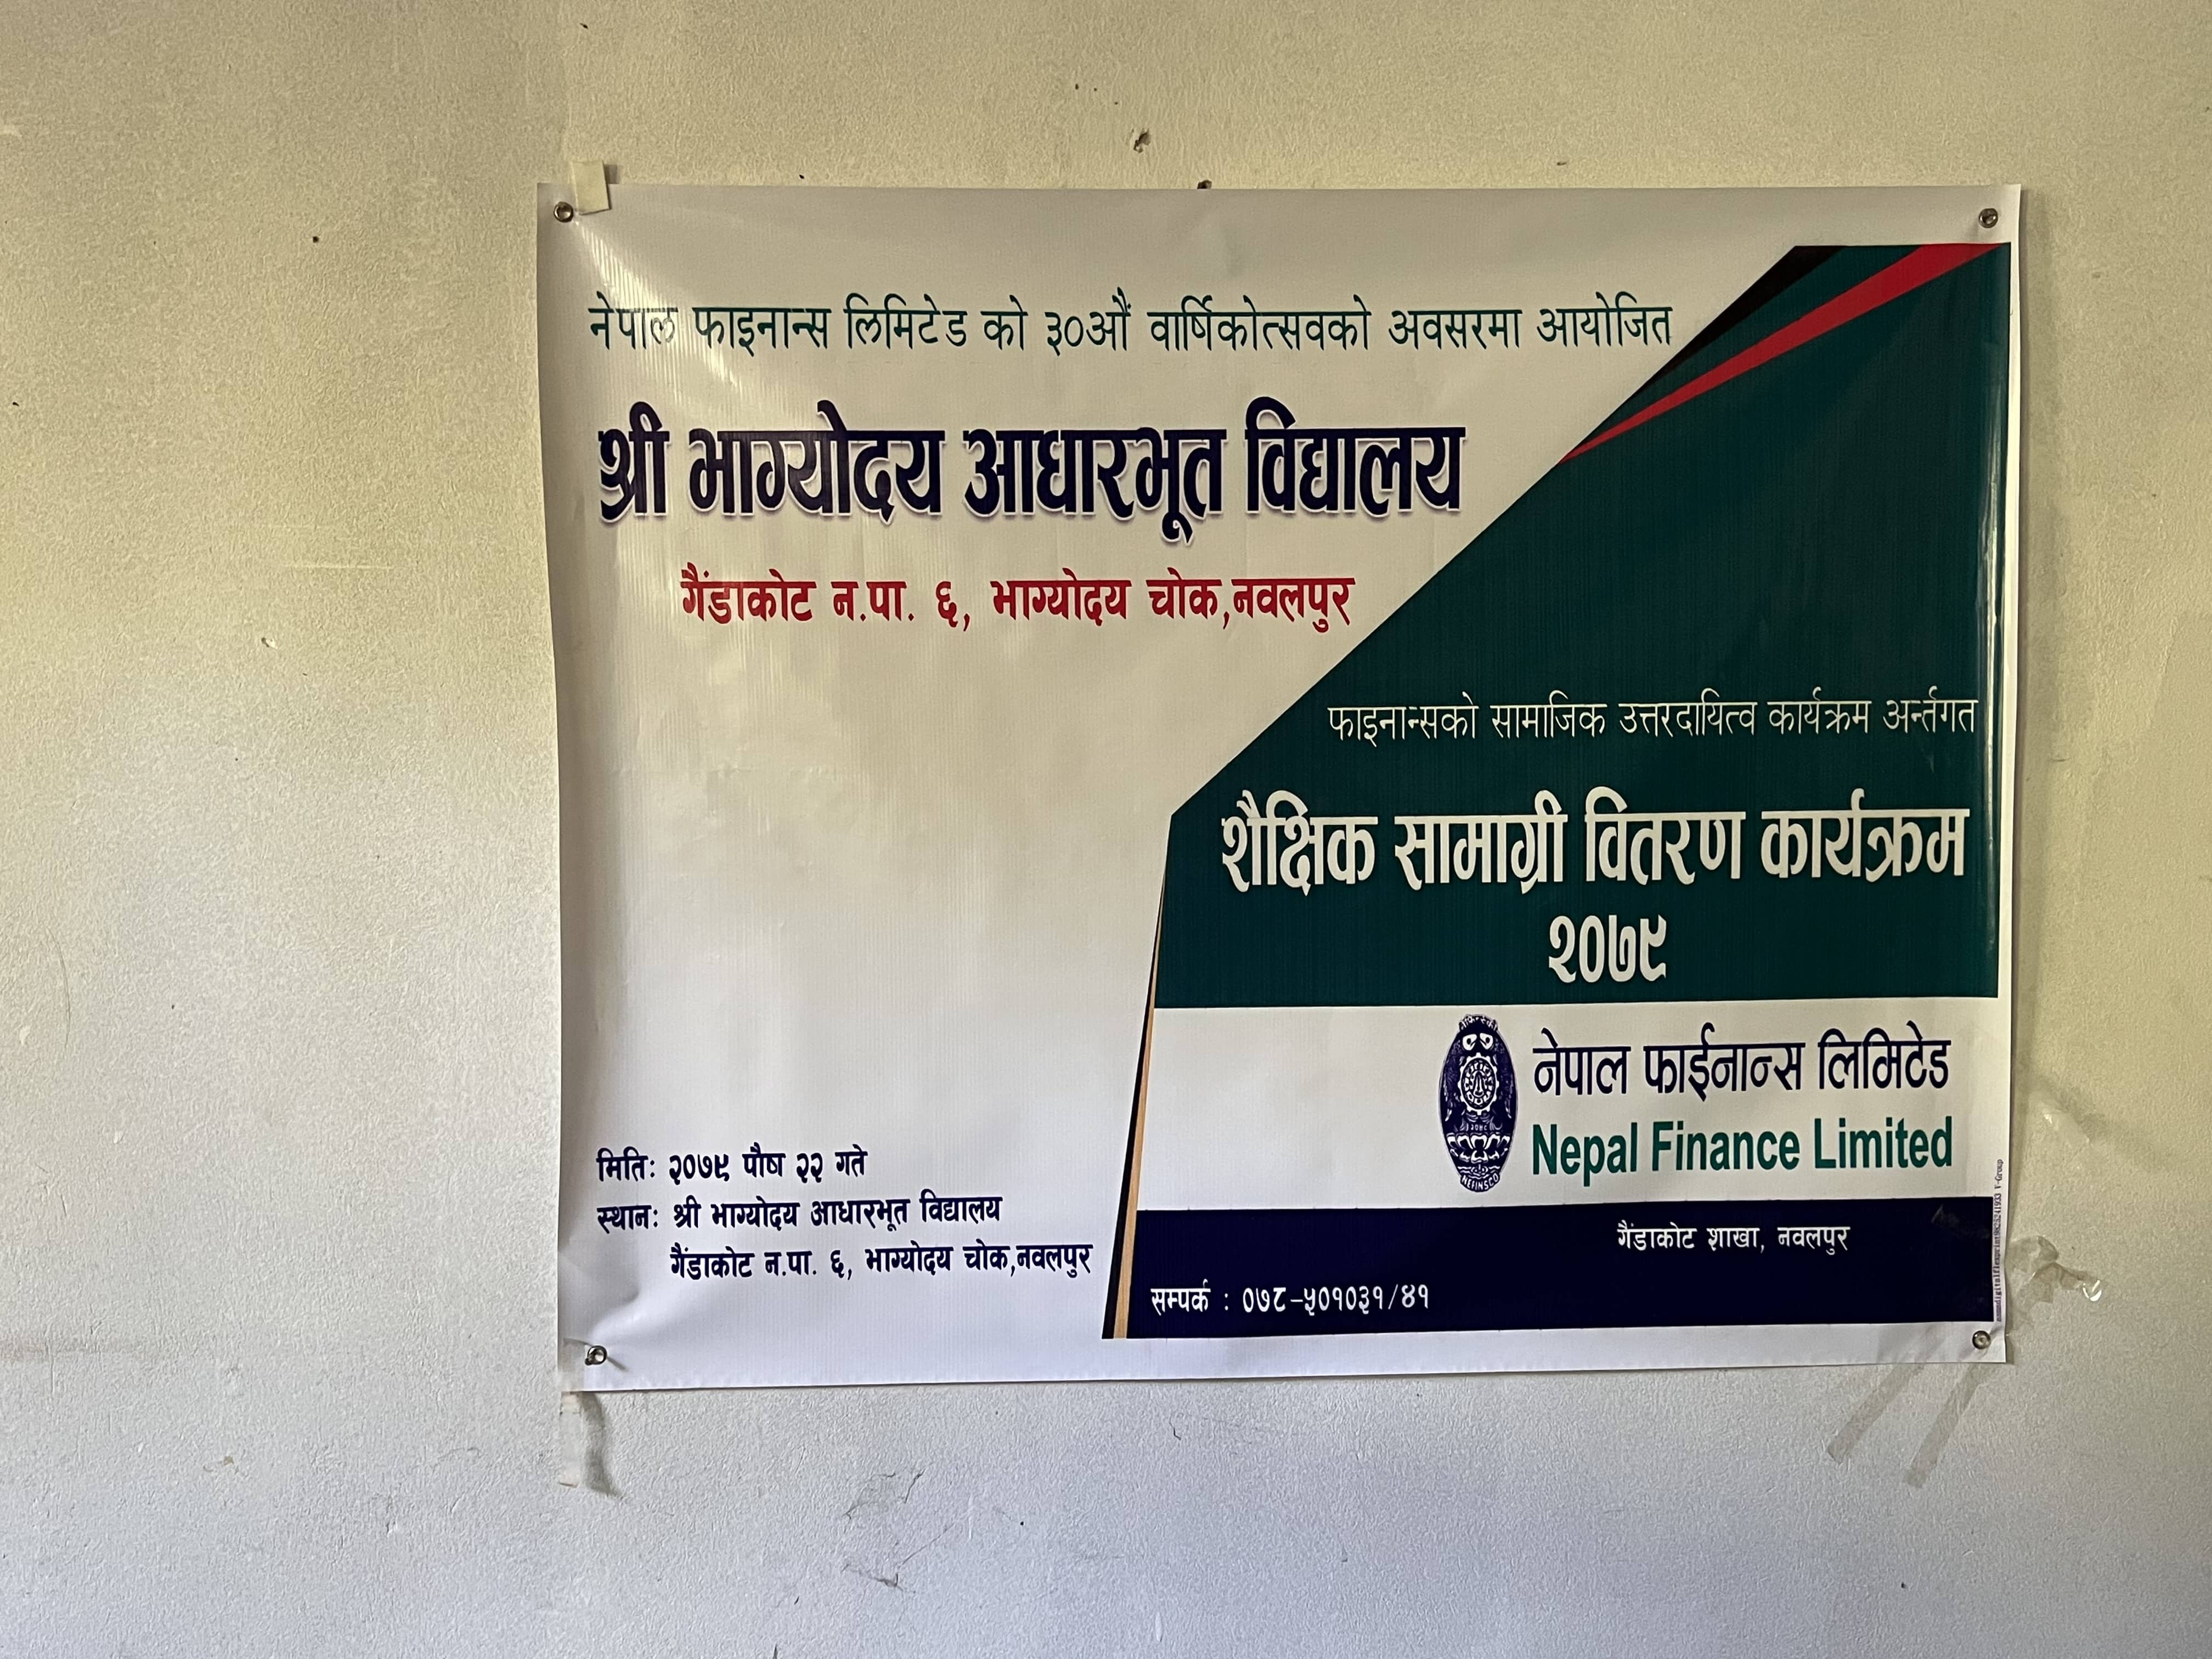 नेपाल फाइनान्स लिमिटेड को ३०औं वार्षिकोत्सवको अवसरमा आयोजित
श्री भाग्योदय आधारभूत विद्यालय
गैंडाकोट न.पा. ६, भाग्योदय चोक,नवलपुर
फाइनान्सको सामाजिक उत्तरदायित्व कार्यक्रम अर्न्तगत
शैक्षिक सामाग्री वितरण कार्यक्रम
२०७९
नेपाल फाईनान्स लिमिटेड
Nepal Finance Limited
मितिः २०७९ पौष २२ गते
स्थानः श्री भाग्योदय आधारभूत विद्यालय
गैंडाकोट न.पा. ६, भाग्योदय चोक,नवलपुर
गैंडाकोट शाखा, नवलपुर
सम्पर्क : ०७८-५०१०३१/४१
NEFINSCO